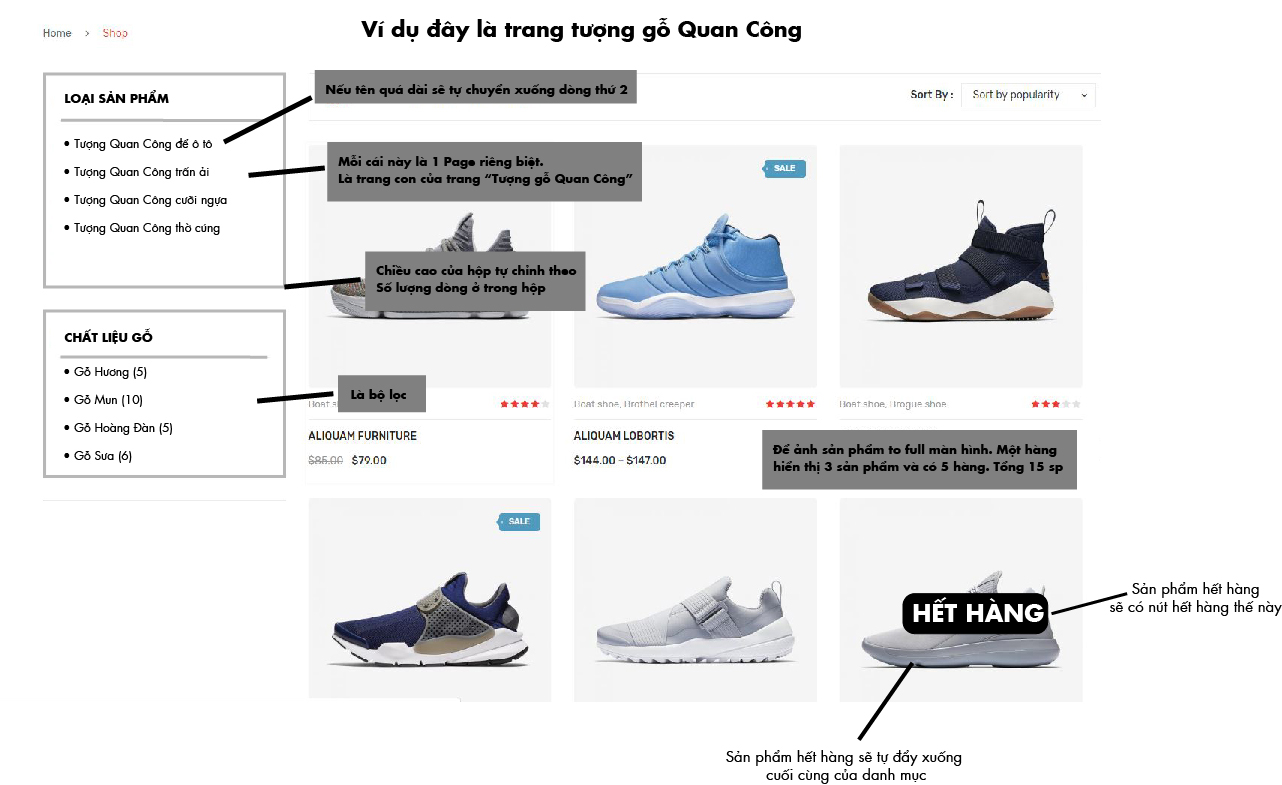 Ví dụ đây là trang tượng gỗ Quan Công
Home > Shop
LOẠI SẢN PHẨM
Tượng Quan Công để ô tô
Tượng Quan Công trấn ải
Tượng Quan Công cưỡi ngựa
Tượng Quan Công thờ cúng
Nếu tên quá dài sẽ tự chuyển xuống dòng thứ 2
Sort By : Sort by popularity
Mỗi cái này là 1 Page riêng biệt.
Là trang con của trang “Tượng gỗ Quan Công”
SALE
Chiều cao của hộp tự chỉnh theo
Số lượng dòng ở trong hộp
CHẤT LIỆU GỖ
Gỗ Hương (5)
Gỗ Mun (10)
Gỗ Hoàng Đàn (5)
Gỗ Sưa (6)
Là bộ lọc
Boat
Boat shoe, Brothel creeper
Boat shoe, Brogue shoe
ALIQUAM FURNITURE
$85.00 $79.00
ALIQUAM LOBORTIS
$144.00 – $147.00
Để ảnh sản phẩm to full màn hình. Một hàng
hiển thị 3 sản phẩm và có 5 hàng. Tổng 15 sp
SALE
HẾT HÀNG
Sản phẩm hết hàng
sẽ có nút hết hàng thế này
Sản phẩm hết hàng sẽ tự đẩy xuống
cuối cùng của danh mục